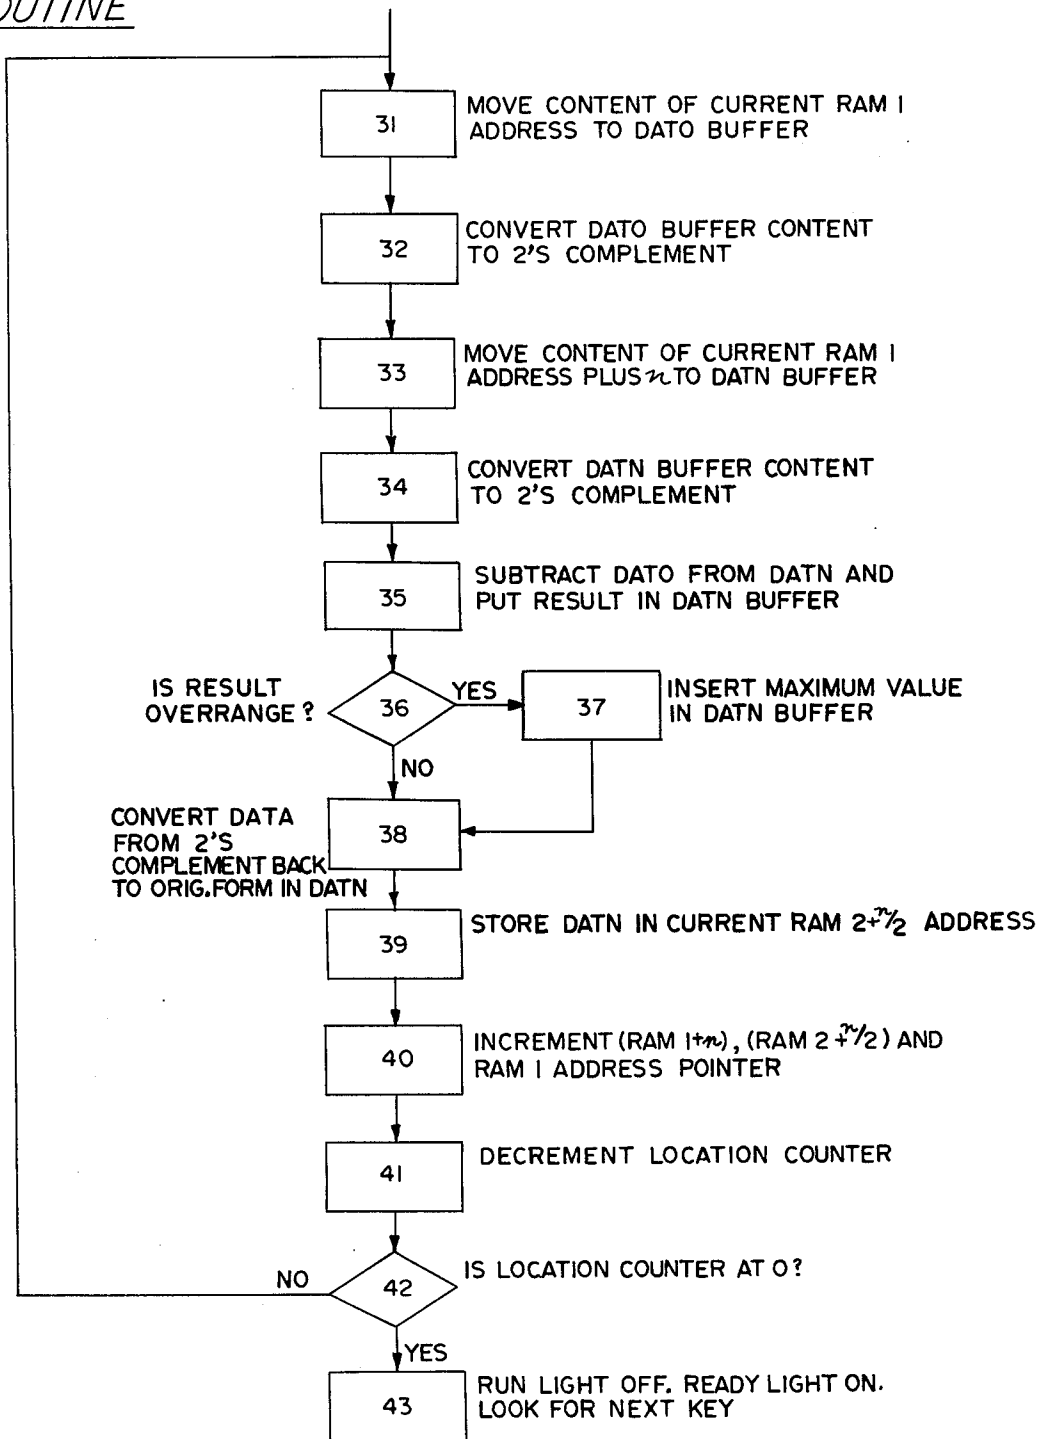 OUTINE
31
MOVE CONTENT OF CURRENT RAM 1
ADDRESS TO DATO BUFFER
32
CONVERT DATO BUFFER CONTENT
TO 2'S COMPLEMENT
33
MOVE CONTENT OF CURRENT RAM 1
ADDRESS PLUS n TO DATN BUFFER
34
CONVERT DATN BUFFER CONTENT
TO 2'S COMPLEMENT
35
SUBTRACT DATO FROM DATN AND
PUT RESULT IN DATN BUFFER
IS RESULT
OVERRANGE?
36
YES
37
INSERT MAXIMUM VALUE
IN DATN BUFFER
NO
CONVERT DATA
FROM 2'S
COMPLEMENT BACK
TO ORIG. FORM IN DATN
38
39
STORE DATN IN CURRENT RAM 2+n/2 ADDRESS
40
INCREMENT (RAM 1+n), (RAM 2+n/2) AND
RAM 1 ADDRESS POINTER
41
DECREMENT LOCATION COUNTER
NO
42
IS LOCATION COUNTER AT 0?
YES
43
RUN LIGHT OFF. READY LIGHT ON.
LOOK FOR NEXT KEY